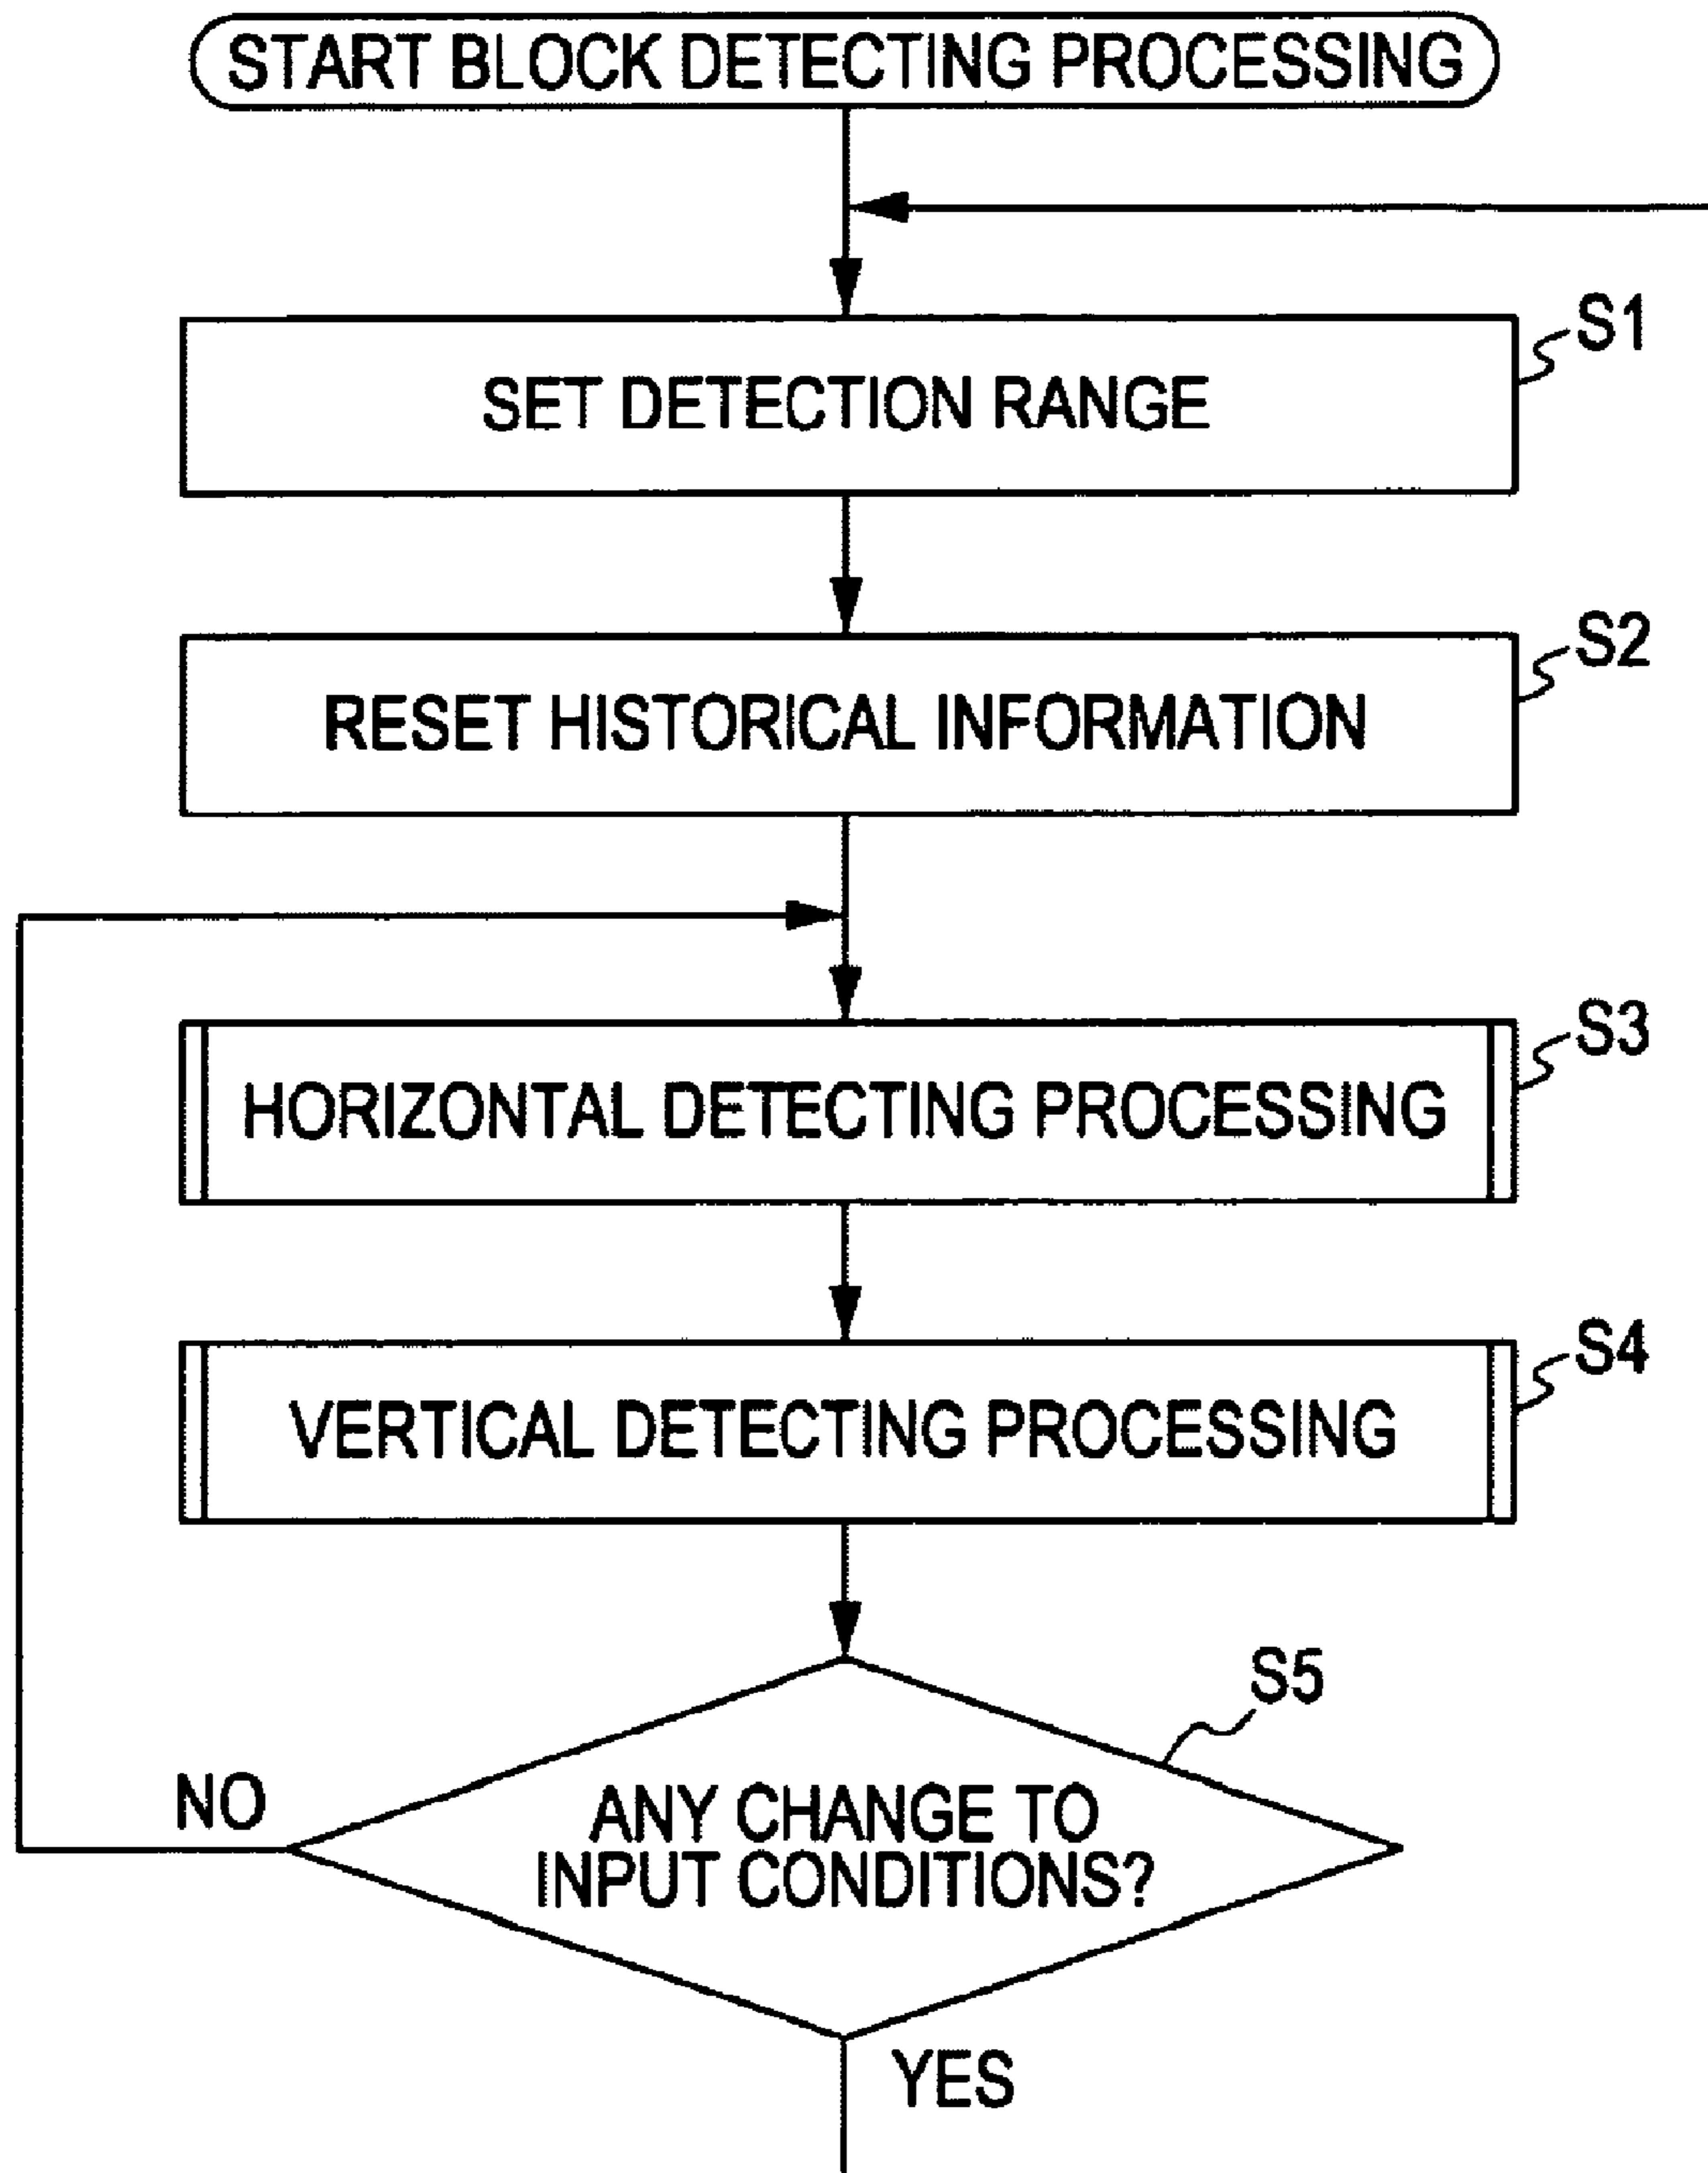 START BLOCK DETECTING PROCESSING
S1
SET DETECTION RANGE
S2
RESET HISTORICAL INFORMATION
S3
HORIZONTAL DETECTING PROCESSING
S4
VERTICAL DETECTING PROCESSING
S5
NO
ANY CHANGE TO
INPUT CONDITIONS?
YES